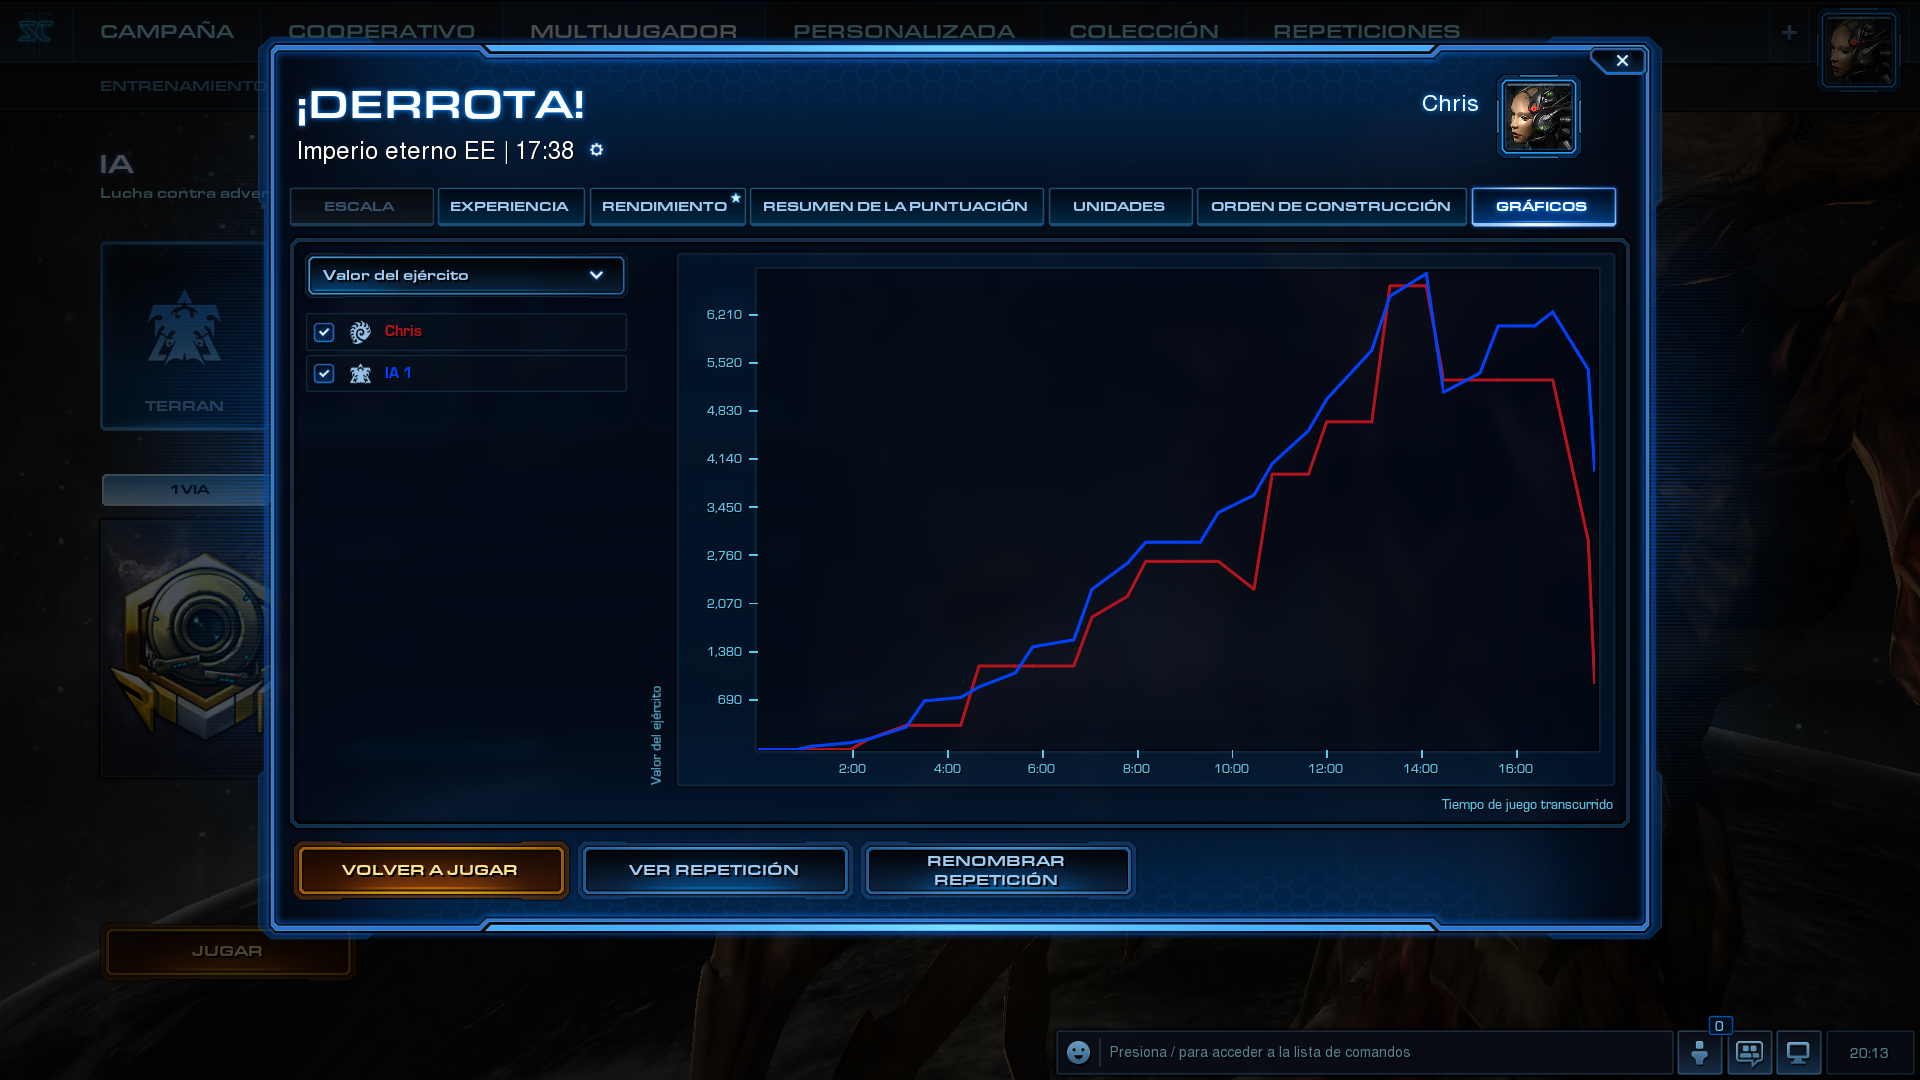 CAMPAÑA
COOPERATIVO
MULTIJUGADOR
PERSONALIZADA
COLECCIÓN
REPETICIONES
ENTRENAMIENTO
IA
Lucha contra adver
TERRAN
1 V IA
JUGAR
¡DERROTA!
Imperio eterno EE | 17:38
Chris
ESCALA
EXPERIENCIA
RENDIMIENTO
RESUMEN DE LA PUNTUACIÓN
UNIDADES
ORDEN DE CONSTRUCCIÓN
GRÁFICOS
Valor del ejército
Chris
IA 1
Valor del ejército
6,210
5,520
4,830
4,140
3,450
2,760
2,070
1,380
690
2:00
4:00
6:00
8:00
10:00
12:00
14:00
16:00
Tiempo de juego transcurrido
VOLVER A JUGAR
VER REPETICIÓN
RENOMBRAR
REPETICIÓN
Presiona / para acceder a la lista de comandos
0
20:13